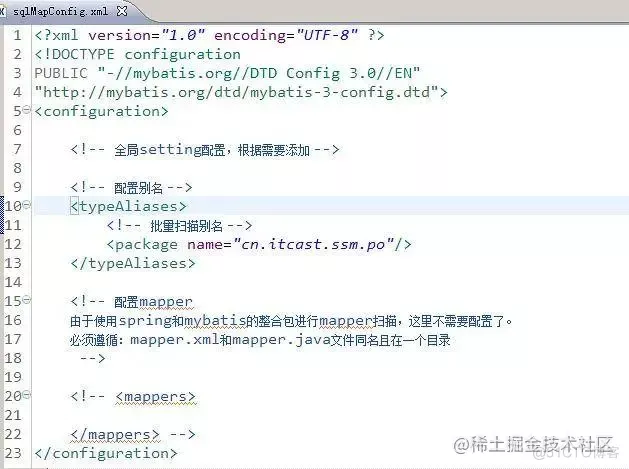 sqlMapConfig.xml
1 <?xml version="1.0" encoding="UTF-8" ?>
2 <!DOCTYPE configuration
3 PUBLIC "-//mybatis.org//DTD Config 3.0//EN"
4 "http://mybatis.org/dtd/mybatis-3-config.dtd">
5 <configuration>
6
7 <!-- 全局setting配置，根据需要添加 -->
8
9 <!-- 配置别名 -->
10 <typeAliases>
11 <!-- 批量扫描别名 -->
12 <package name="cn.itcast.ssm.po"/>
13 </typeAliases>
14
15 <!-- 配置mapper
16 由于使用spring和mybatis的整合包进行mapper扫描，这里不需要配置了。
17 必须遵循：mapper.xml和mapper.java文件同名且在一个目录
18 -->
19
20 <!-- <mappers>
21
22 </mappers> -->
23 </configuration>
@稀土掘金技术社区
@51CTO博客